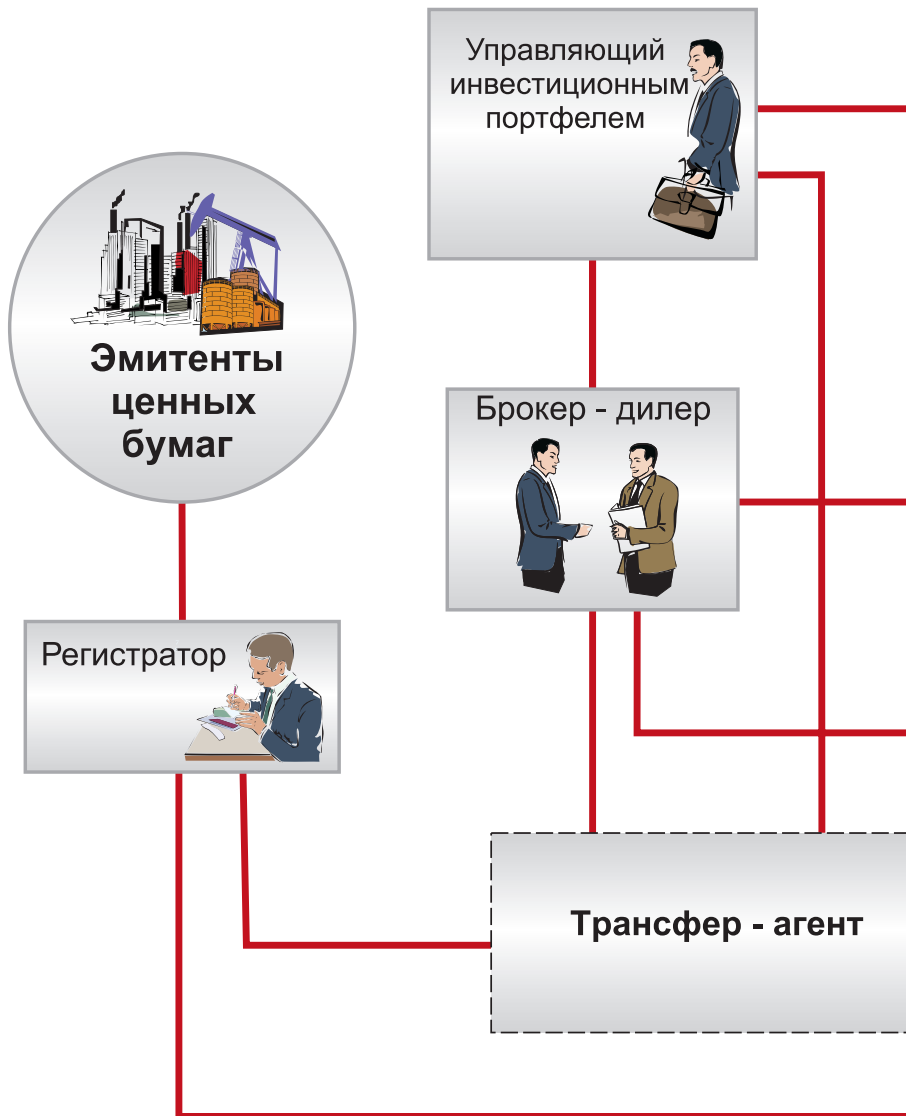 Управляющий
инвестиционным
портфелем
Эмитенты
ценных
бумаг
Брокер - дилер
Регистратор
Трансфер - агент